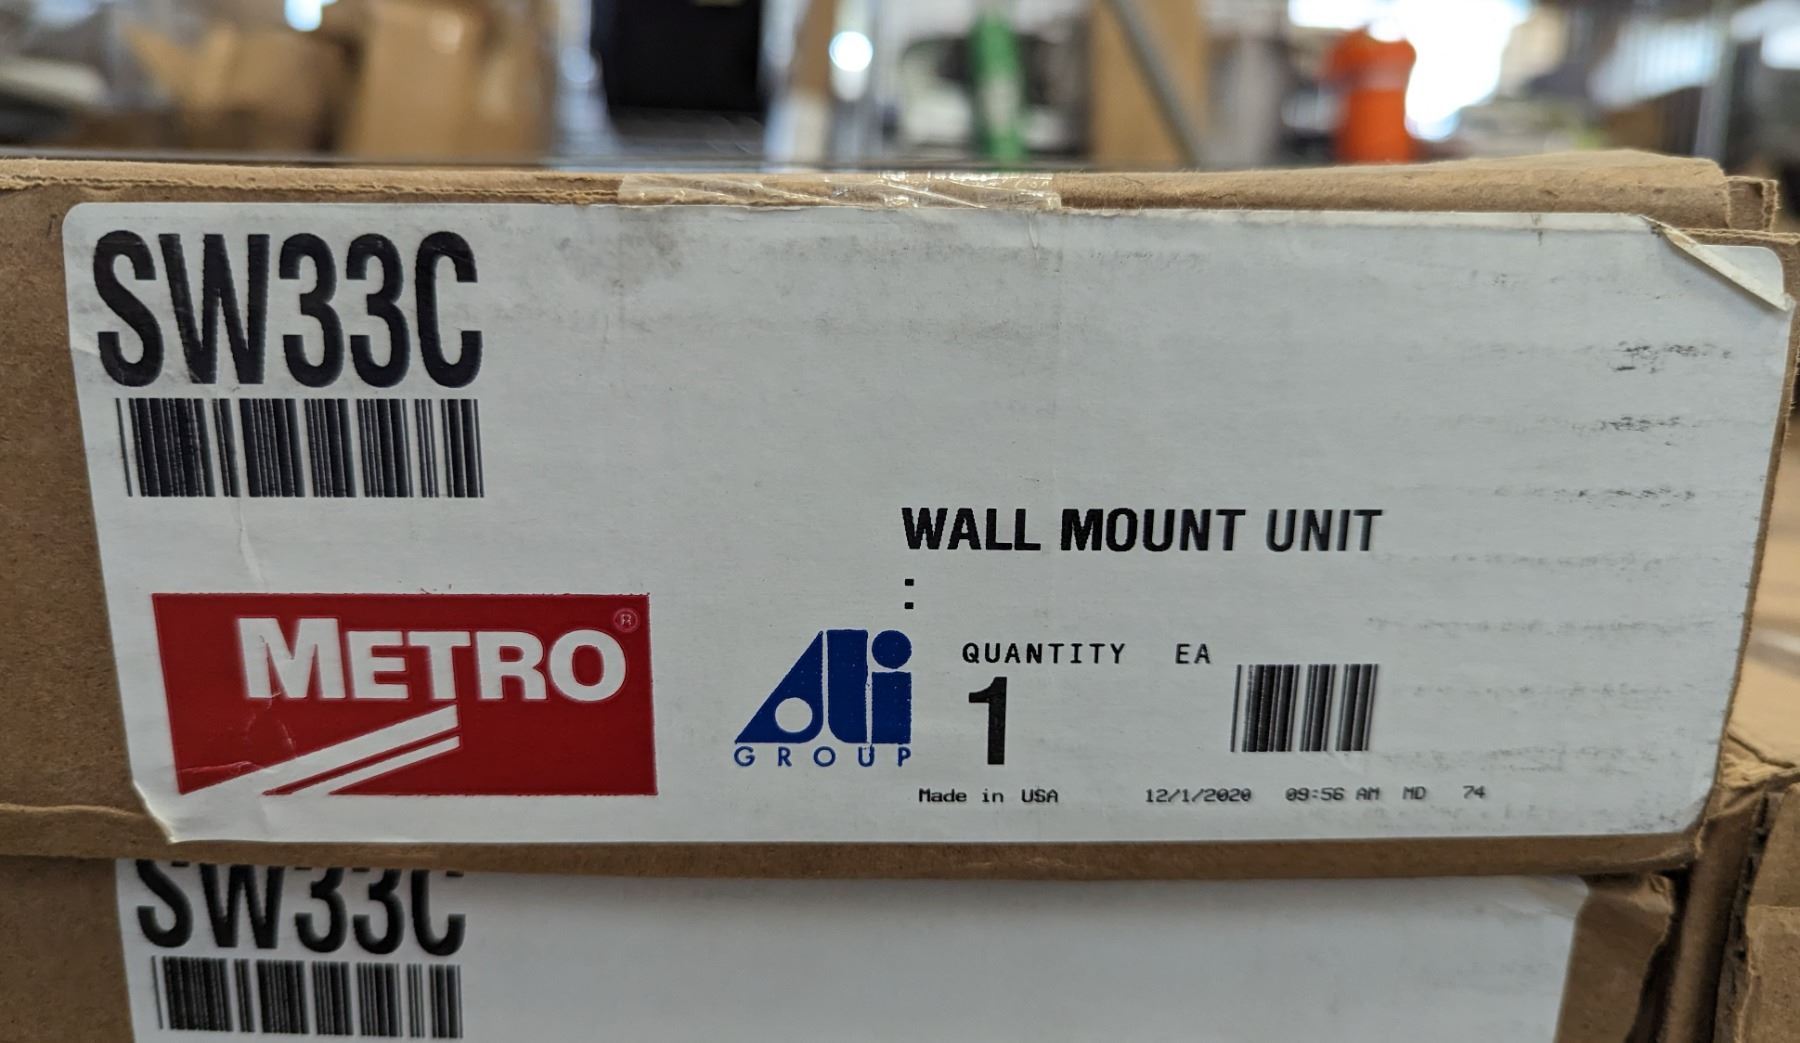 SW33C
WALL MOUNT UNIT
:
METRO®
ali
GROUP
QUANTITY EA
1
Made in USA 12/1/2020 09:56 AM MD 74
SW33C